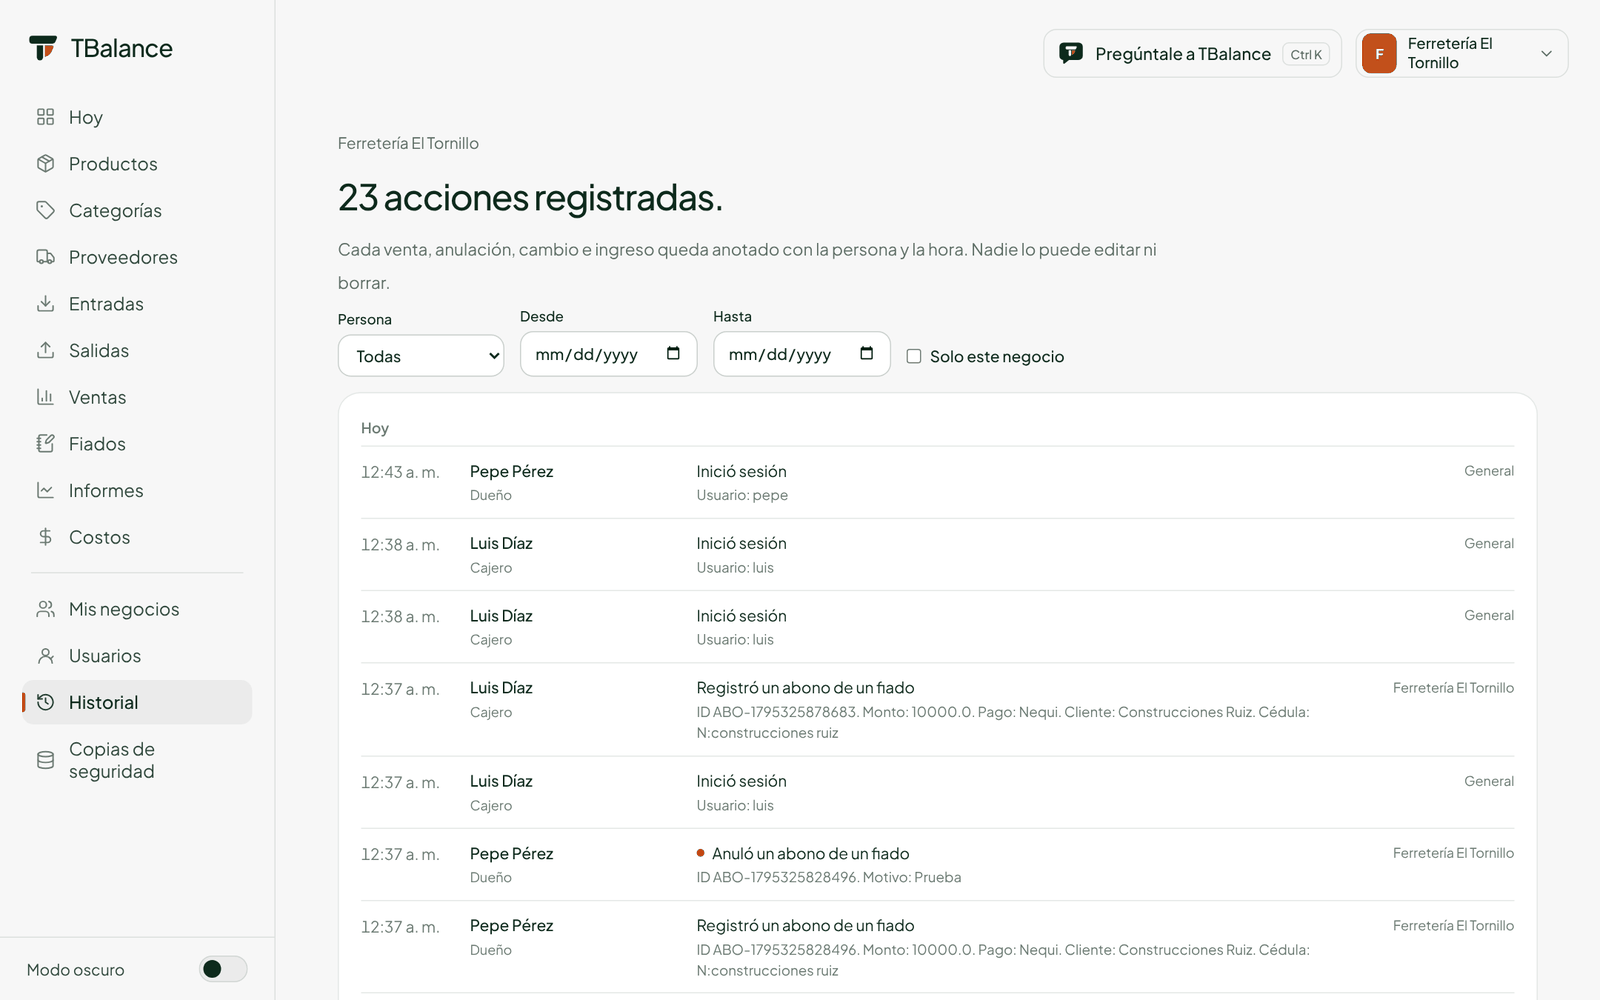 TBalance
Pregúntale a TBalance Ctrl K
F
Ferretería El
Tornillo
Hoy
Productos
Categorías
Proveedores
Entradas
Salidas
Ventas
Fiados
Informes
Costos
Mis negocios
Usuarios
Historial
Copias de
seguridad
Modo oscuro
Ferretería El Tornillo
23 acciones registradas.
Cada venta, anulación, cambio e ingreso queda anotado con la persona y la hora. Nadie lo puede editar ni
borrar.
Persona Desde Hasta
Todas mm/dd/yyyy mm/dd/yyyy Solo este negocio
Hoy
12:43 a. m. Pepe Pérez Inició sesión General
Dueño Usuario: pepe
12:38 a. m. Luis Díaz Inició sesión General
Cajero Usuario: luis
12:38 a. m. Luis Díaz Inició sesión General
Cajero Usuario: luis
12:37 a. m. Luis Díaz Registró un abono de un fiado Ferretería El Tornillo
Cajero ID ABO-1795325878683. Monto: 10000.0. Pago: Nequi. Cliente: Construcciones Ruiz. Cédula:
N:construcciones ruiz
12:37 a. m. Luis Díaz Inició sesión General
Cajero Usuario: luis
12:37 a. m. Pepe Pérez Anuló un abono de un fiado Ferretería El Tornillo
Dueño ID ABO-1795325828496. Motivo: Prueba
12:37 a. m. Pepe Pérez Registró un abono de un fiado Ferretería El Tornillo
Dueño ID ABO-1795325828496. Monto: 10000.0. Pago: Nequi. Cliente: Construcciones Ruiz. Cédula:
N:construcciones ruiz